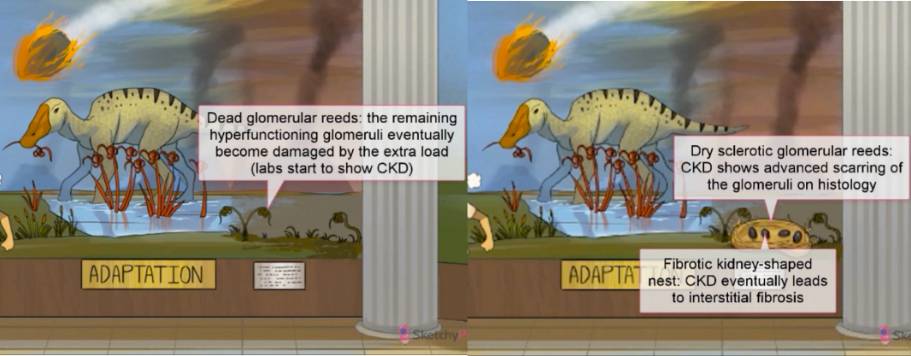 Dead glomerular reeds: the remaining
hyperfunctioning glomeruli eventually
become damaged by the extra load
(labs start to show CKD)
ADAPTATION
Sketchy
Dry sclerotic glomerular reeds:
CKD shows advanced scarring of
the glomeruli on histology
ADAPTAT
Fibrotic kidney-shaped
nest: CKD eventually leads
to interstitial fibrosis
Sk